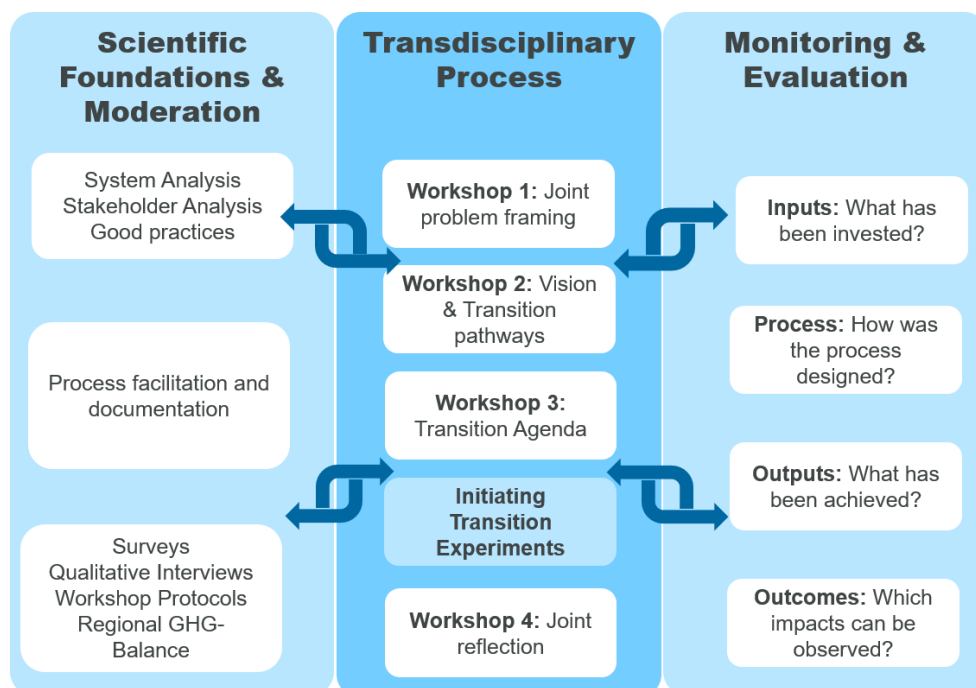 Scientific
Foundations &
Moderation
System Analysis
Stakeholder Analysis
Good practices
Process facilitation and
documentation
Surveys
Qualitative Interviews
Workshop Protocols
Regional GHG-
Balance
Transdisciplinary
Process
Workshop 1: Joint
problem framing
Workshop 2: Vision
& Transition
pathways
Workshop 3:
Transition Agenda
Initiating
Transition
Experiments
Workshop 4: Joint
reflection
Monitoring &
Evaluation
Inputs: What has
been invested?
Process: How was
the process
designed?
Outputs: What has
been achieved?
Outcomes: Which
impacts can be
observed?